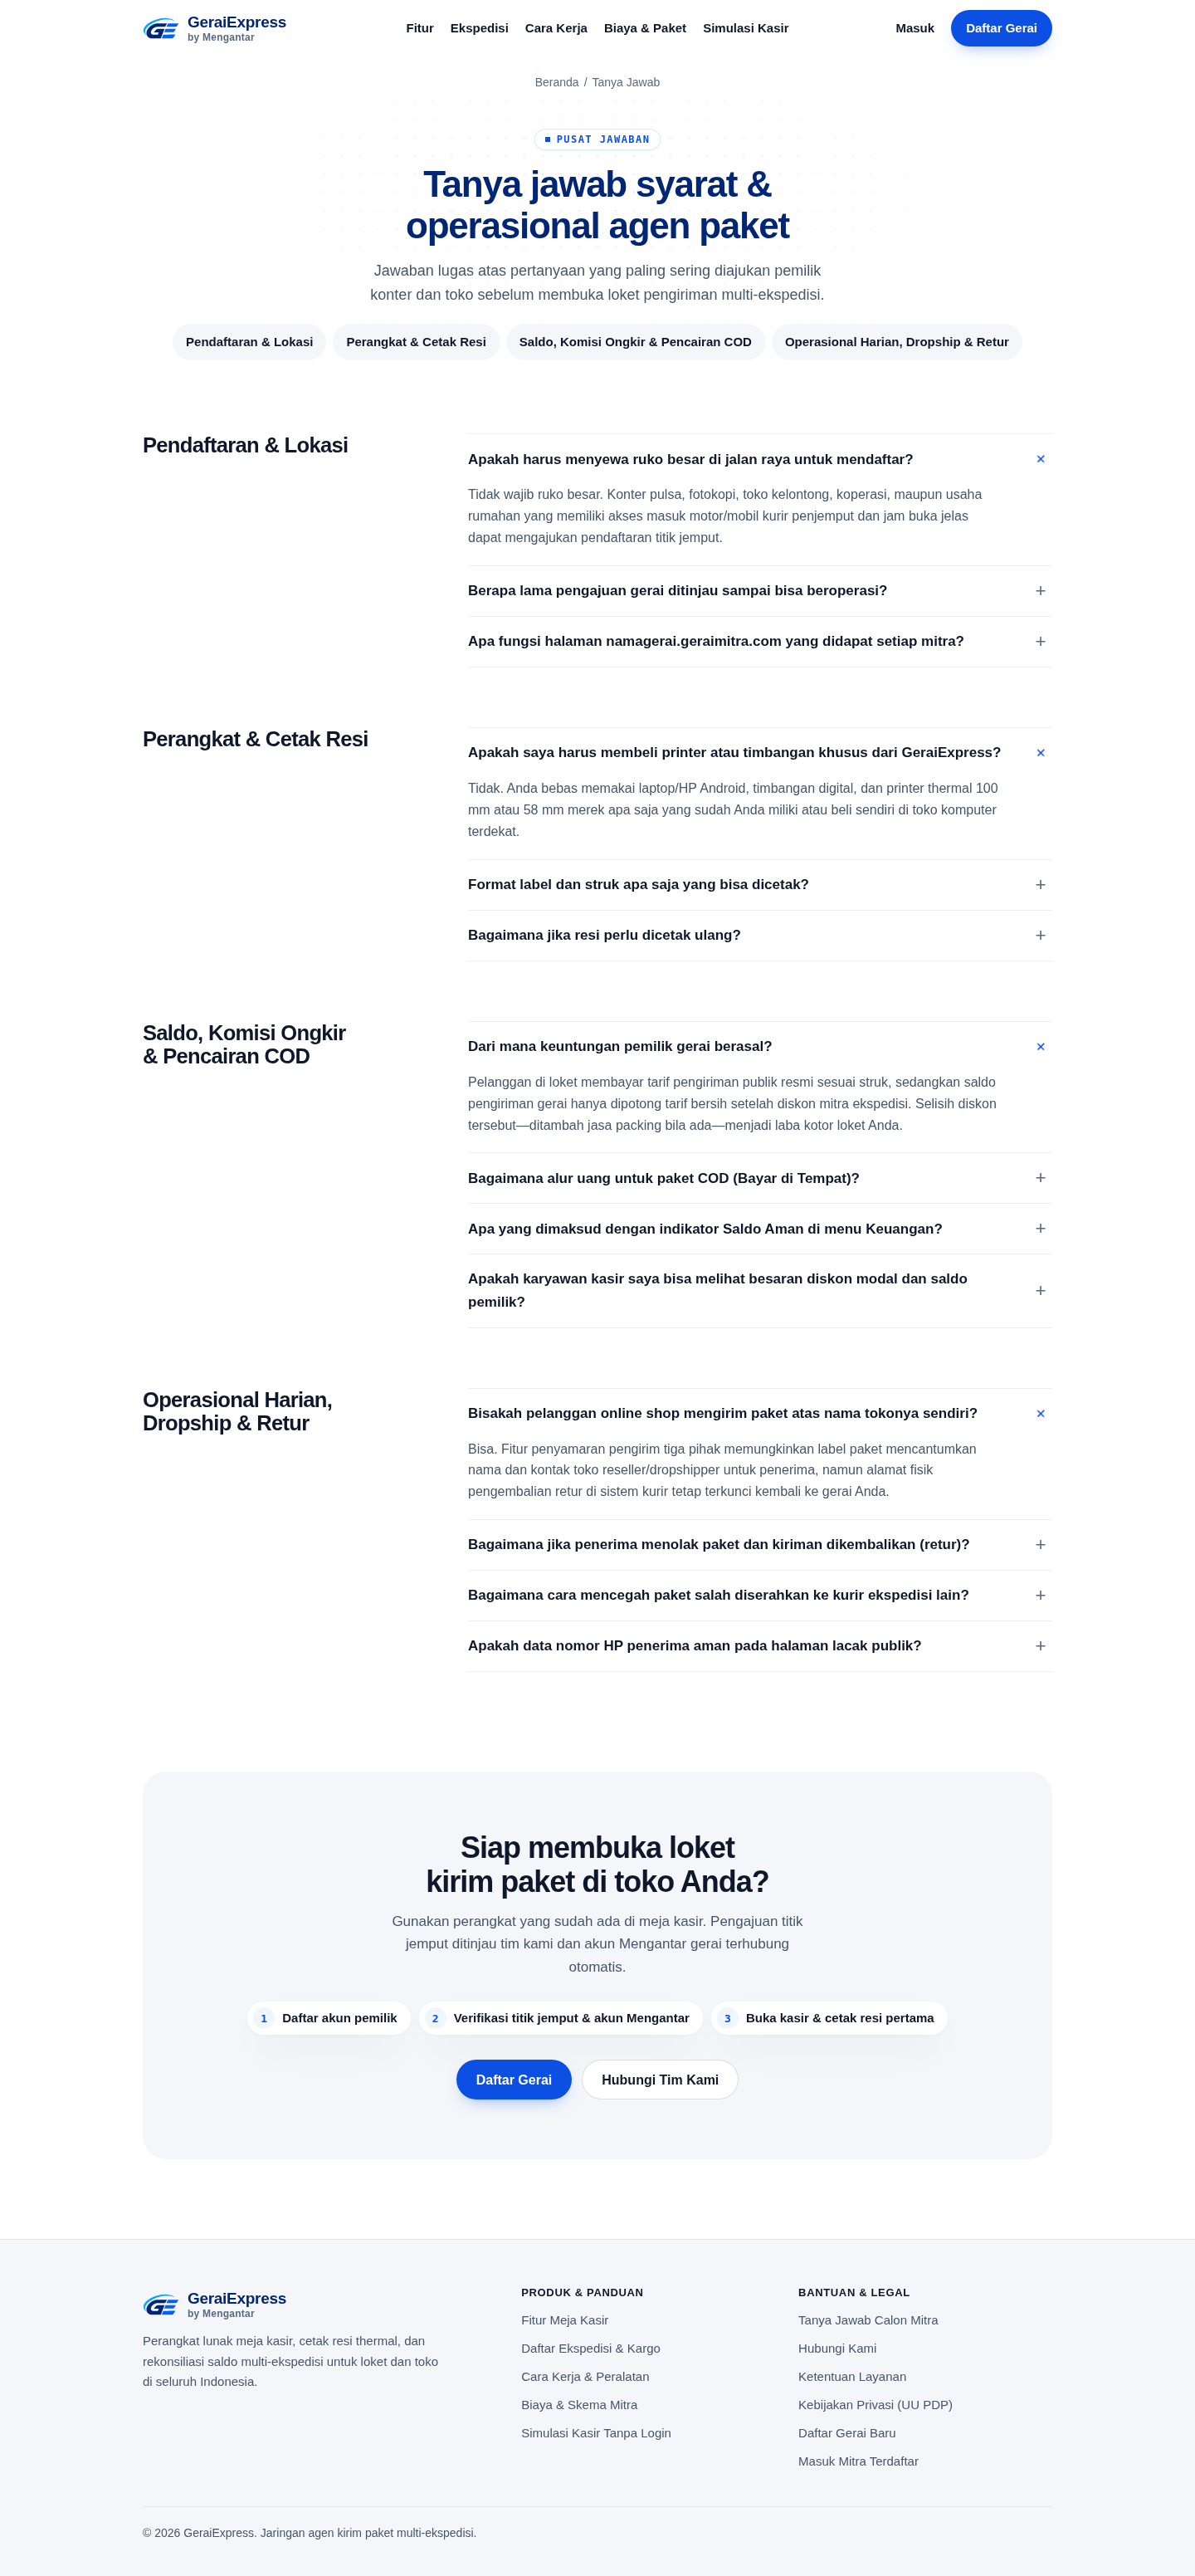 GeraiExpress
by Mengantar
Fitur
Ekspedisi
Cara Kerja
Biaya & Paket
Simulasi Kasir
Masuk
Daftar Gerai
Beranda / Tanya Jawab
PUSAT JAWABAN
Tanya jawab syarat &
operasional agen paket
Jawaban lugas atas pertanyaan yang paling sering diajukan pemilik
konter dan toko sebelum membuka loket pengiriman multi-ekspedisi.
Pendaftaran & Lokasi
Perangkat & Cetak Resi
Saldo, Komisi Ongkir & Pencairan COD
Operasional Harian, Dropship & Retur
Pendaftaran & Lokasi
Apakah harus menyewa ruko besar di jalan raya untuk mendaftar?
Tidak wajib ruko besar. Konter pulsa, fotokopi, toko kelontong, koperasi, maupun usaha
rumahan yang memiliki akses masuk motor/mobil kurir penjemput dan jam buka jelas
dapat mengajukan pendaftaran titik jemput.
Berapa lama pengajuan gerai ditinjau sampai bisa beroperasi?
Apa fungsi halaman namagerai.geraimitra.com yang didapat setiap mitra?
Perangkat & Cetak Resi
Apakah saya harus membeli printer atau timbangan khusus dari GeraiExpress?
Tidak. Anda bebas memakai laptop/HP Android, timbangan digital, dan printer thermal 100
mm atau 58 mm merek apa saja yang sudah Anda miliki atau beli sendiri di toko komputer
terdekat.
Format label dan struk apa saja yang bisa dicetak?
Bagaimana jika resi perlu dicetak ulang?
Saldo, Komisi Ongkir
& Pencairan COD
Dari mana keuntungan pemilik gerai berasal?
Pelanggan di loket membayar tarif pengiriman publik resmi sesuai struk, sedangkan saldo
pengiriman gerai hanya dipotong tarif bersih setelah diskon mitra ekspedisi. Selisih diskon
tersebut—ditambah jasa packing bila ada—menjadi laba kotor loket Anda.
Bagaimana alur uang untuk paket COD (Bayar di Tempat)?
Apa yang dimaksud dengan indikator Saldo Aman di menu Keuangan?
Apakah karyawan kasir saya bisa melihat besaran diskon modal dan saldo
pemilik?
Operasional Harian,
Dropship & Retur
Bisakah pelanggan online shop mengirim paket atas nama tokonya sendiri?
Bisa. Fitur penyamaran pengirim tiga pihak memungkinkan label paket mencantumkan
nama dan kontak toko reseller/dropshipper untuk penerima, namun alamat fisik
pengembalian retur di sistem kurir tetap terkunci kembali ke gerai Anda.
Bagaimana jika penerima menolak paket dan kiriman dikembalikan (retur)?
Bagaimana cara mencegah paket salah diserahkan ke kurir ekspedisi lain?
Apakah data nomor HP penerima aman pada halaman lacak publik?
Siap membuka loket
kirim paket di toko Anda?
Gunakan perangkat yang sudah ada di meja kasir. Pengajuan titik
jemput ditinjau tim kami dan akun Mengantar gerai terhubung
otomatis.
1 Daftar akun pemilik
2 Verifikasi titik jemput & akun Mengantar
3 Buka kasir & cetak resi pertama
Daftar Gerai
Hubungi Tim Kami
GeraiExpress
by Mengantar
Perangkat lunak meja kasir, cetak resi thermal, dan
rekonsiliasi saldo multi-ekspedisi untuk loket dan toko
di seluruh Indonesia.
PRODUK & PANDUAN
Fitur Meja Kasir
Daftar Ekspedisi & Kargo
Cara Kerja & Peralatan
Biaya & Skema Mitra
Simulasi Kasir Tanpa Login
BANTUAN & LEGAL
Tanya Jawab Calon Mitra
Hubungi Kami
Ketentuan Layanan
Kebijakan Privasi (UU PDP)
Daftar Gerai Baru
Masuk Mitra Terdaftar
© 2026 GeraiExpress. Jaringan agen kirim paket multi-ekspedisi.